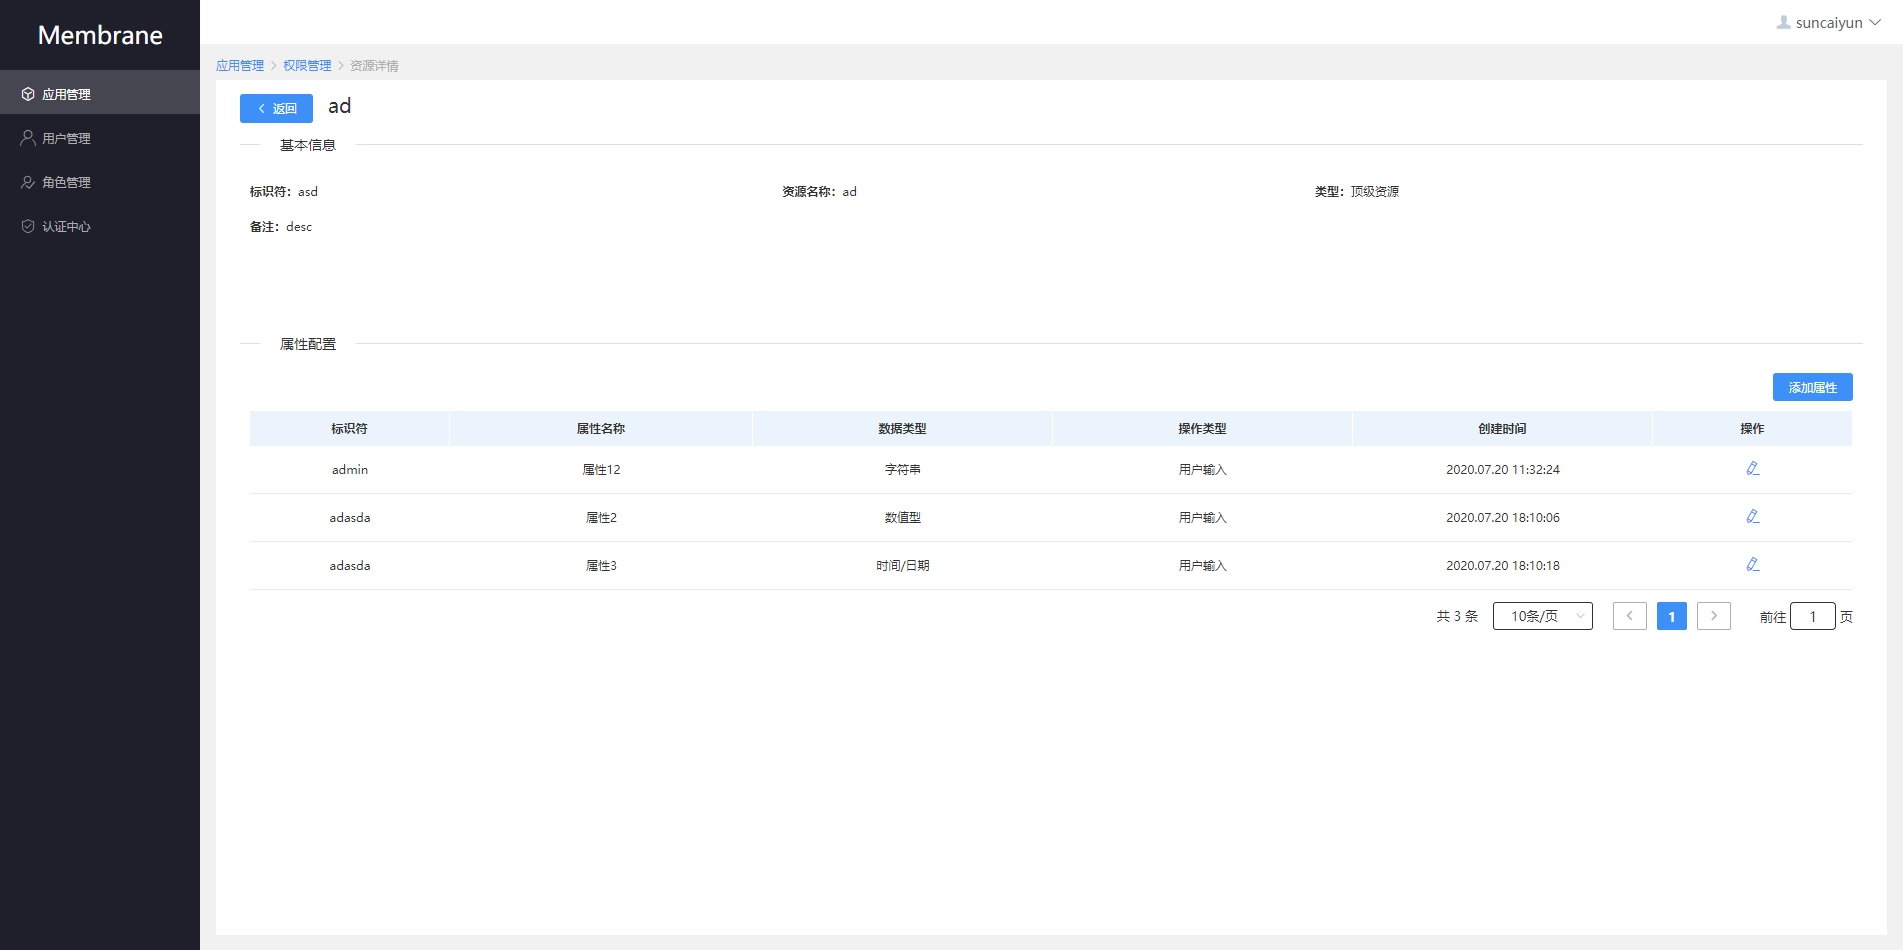 Membrane
suncaiyun
应用管理
用户管理
角色管理
认证中心
应用管理 > 权限管理 > 资源详情
< 返回 ad
基本信息
标识符：asd 资源名称：ad 类型：顶级资源
备注：desc
属性配置
添加属性
标识符 属性名称 数据类型 操作类型 创建时间 操作
admin 属性12 字符串 用户输入 2020.07.20 11:32:24
adasda 属性2 数值型 用户输入 2020.07.20 18:10:06
adasda 属性3 时间/日期 用户输入 2020.07.20 18:10:18
共 3 条 10条/页 < 1 > 前往 1 页